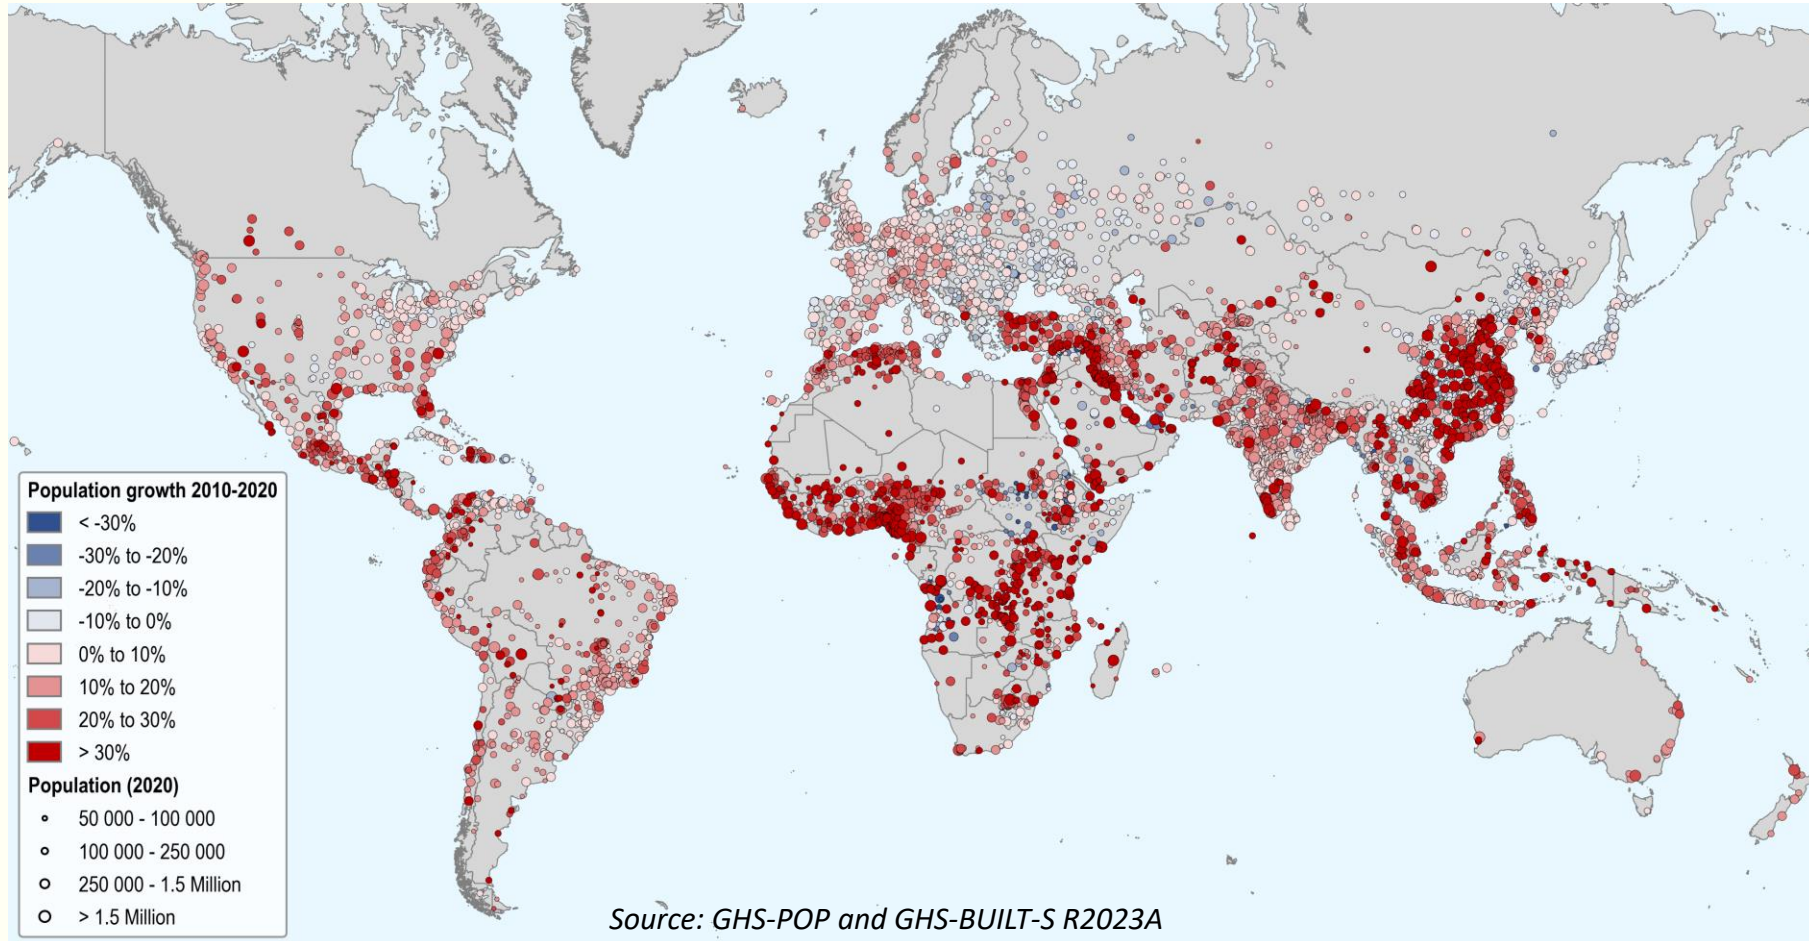 Population growth 2010-2020
< -30%
-30% to -20%
-20% to -10%
-10% to 0%
0% to 10%
10% to 20%
20% to 30%
> 30%
Population (2020)
50 000 - 100 000
100 000 - 250 000
250 000 - 1.5 Million
> 1.5 Million
Source: GHS-POP and GHS-BUILT-S R2023A